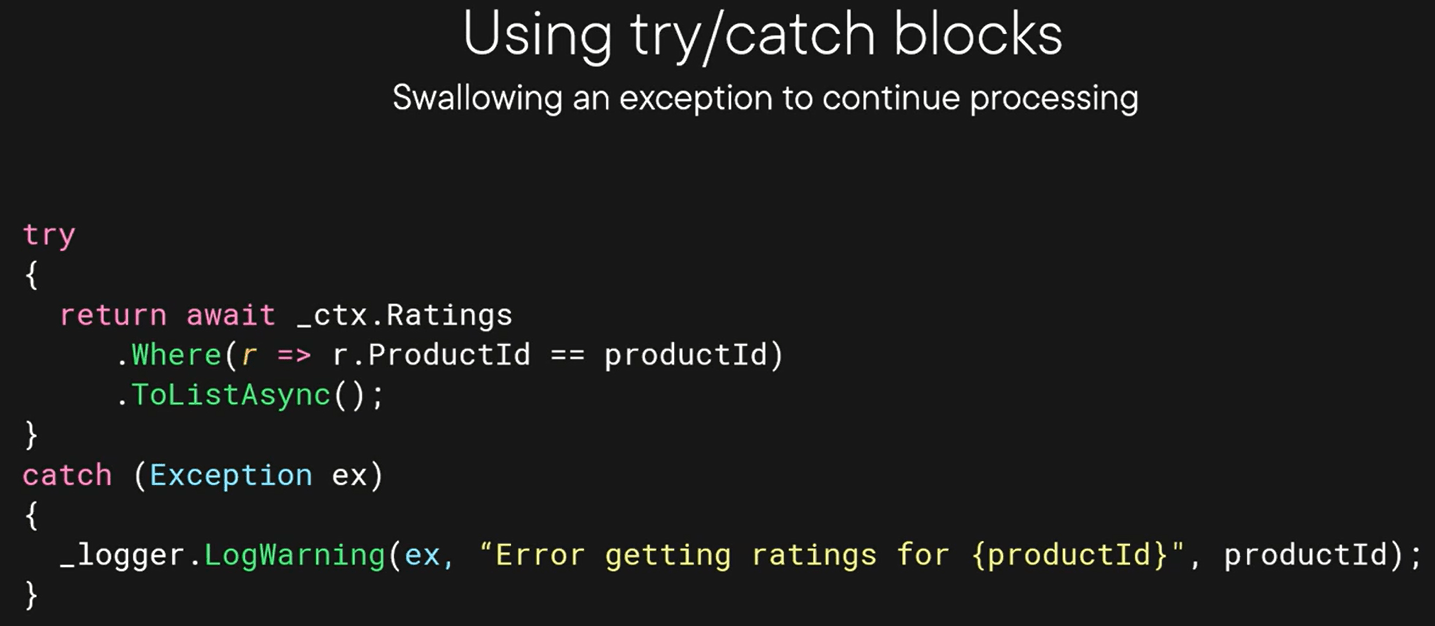 Using try/catch blocks
Swallowing an exception to continue processing
try
{
  return await _ctx.Ratings
     .Where(r => r.ProductId == productId)
     .ToListAsync();
}
catch (Exception ex)
{
  _logger.LogWarning(ex, “Error getting ratings for {productId}", productId);
}